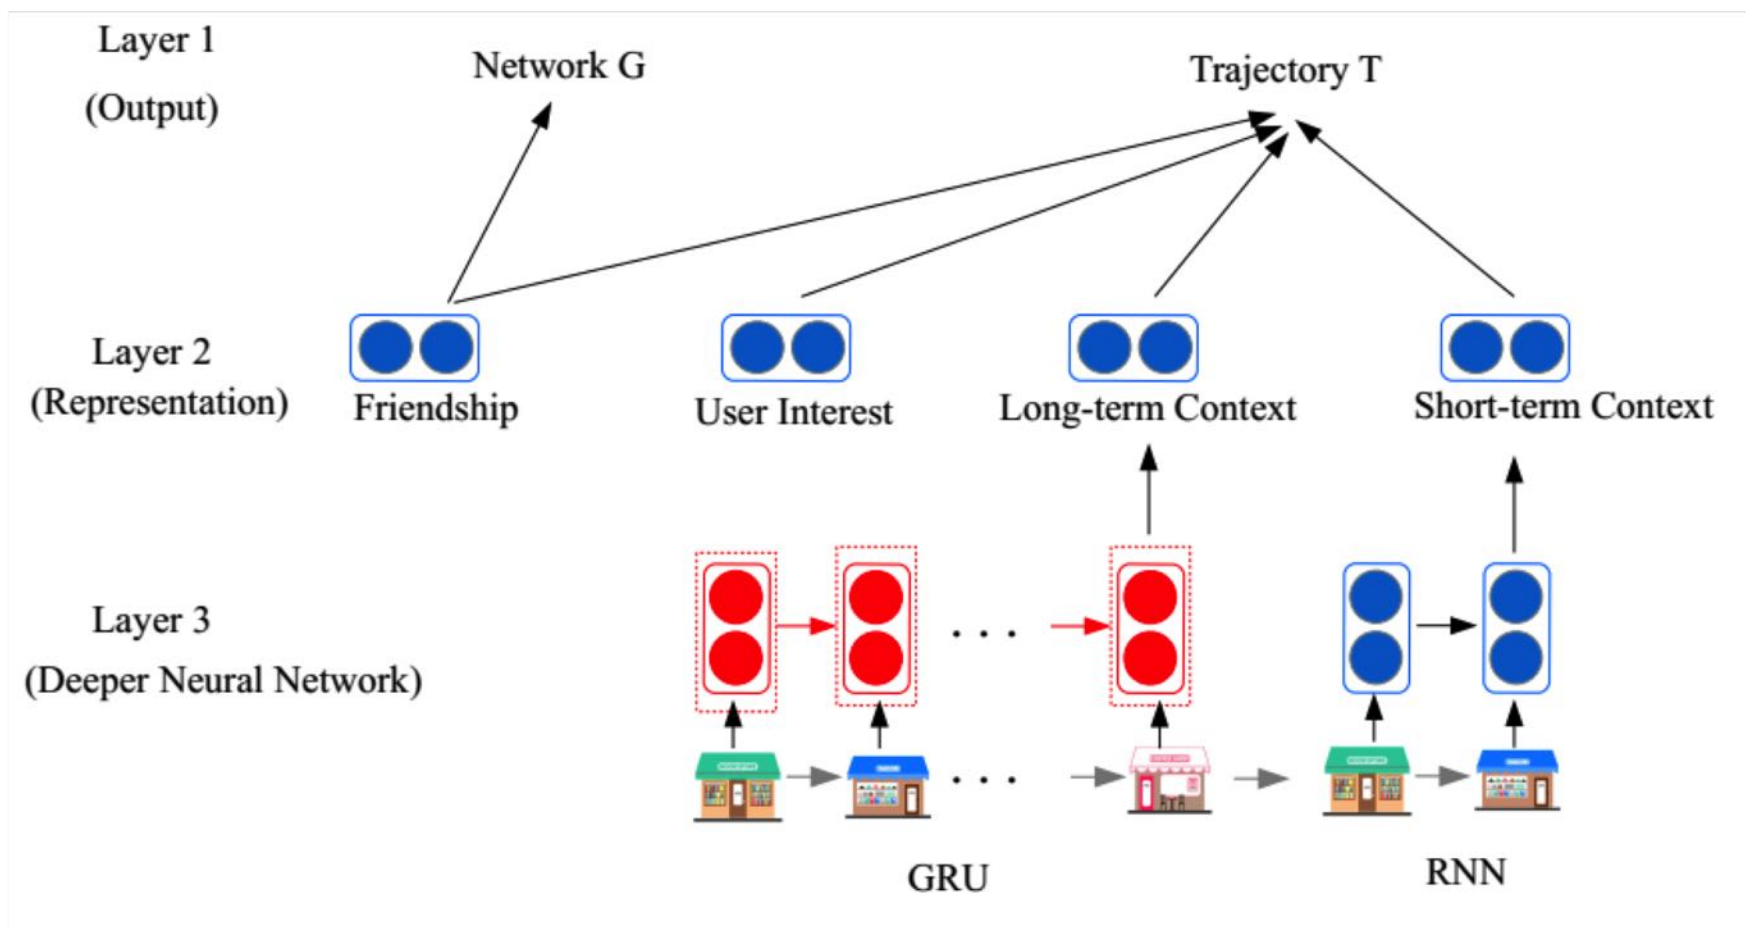 Layer 1
(Output)
Network G
Trajectory T
Layer 2
(Representation)
Friendship
User Interest
Long-term Context
Short-term Context
Layer 3
(Deeper Neural Network)
. . .
. . .
GRU
RNN